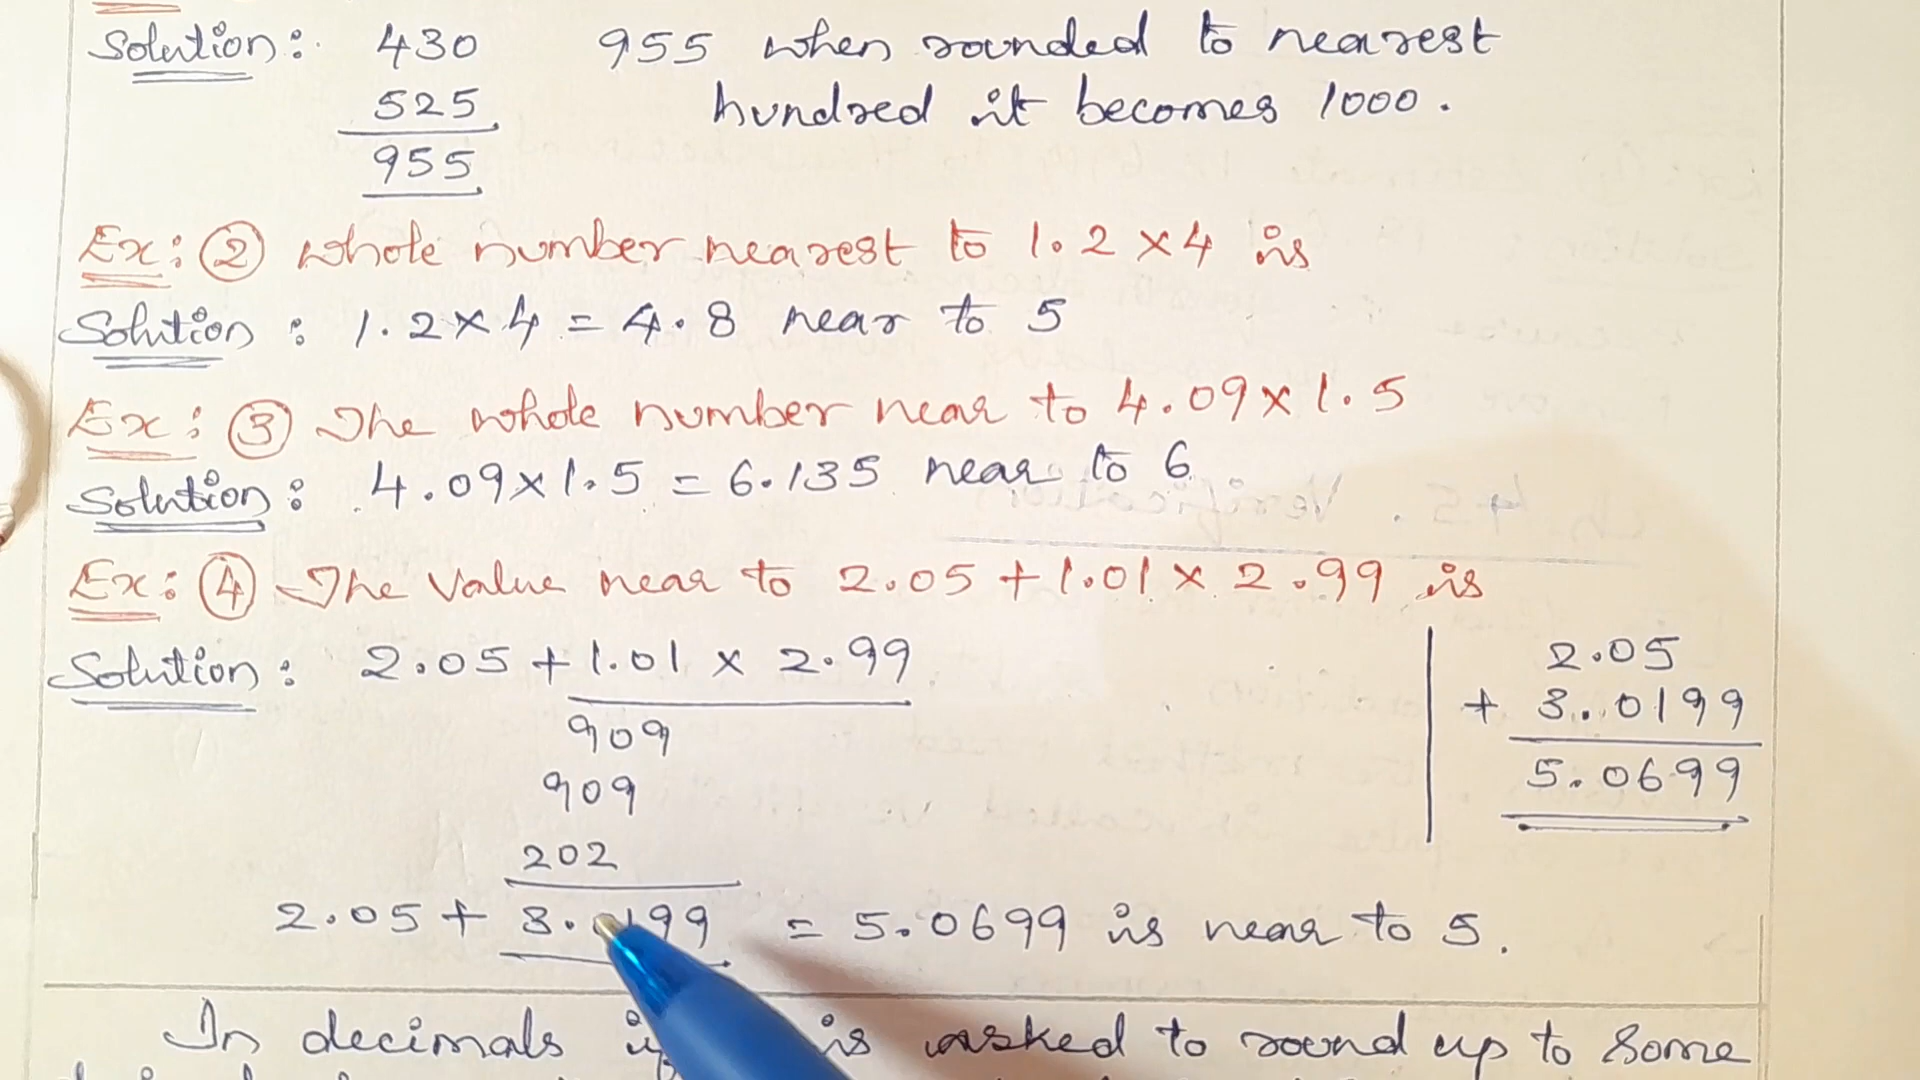 Solution: 430 955 when rounded to nearest
525 hundred it becomes 1000.
955
Ex: ② whole number nearest to 1.2 × 4 is
Solution: 1.2 × 4 = 4.8 near to 5
Ex: ③ The whole number near to 4.09 × 1.5
Solution: 4.09 × 1.5 = 6.135 near to 6
Ex: ④ The value near to 2.05 + 1.01 × 2.99 is
Solution: 2.05 + 1.01 × 2.99
909
909
202
2.05 + 3.0199 = 5.0699 is near to 5.
2.05
+ 3.0199
5.0699
In decimals is asked to round up to some